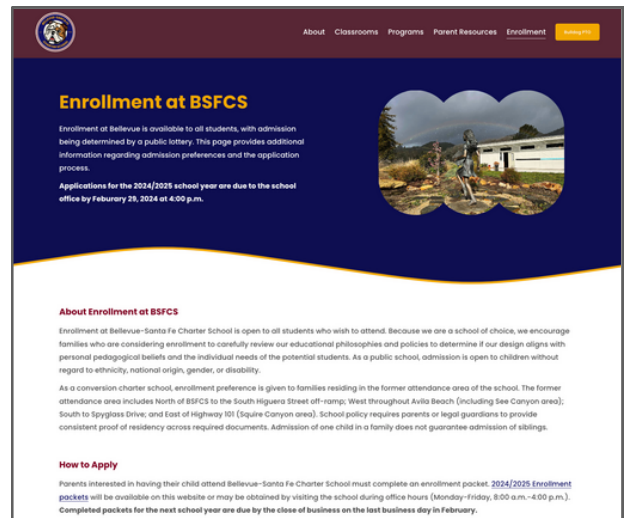 About Classrooms Programs Parent Resources Enrollment Bulldog PTO
Enrollment at BSFCS
Enrollment at Bellevue is available to all students, with admission
being determined by a public lottery. This page provides additional
information regarding admission preferences and the application
process.
Applications for the 2024/2025 school year are due to the school
office by Feburary 29, 2024 at 4:00 p.m.
About Enrollment at BSFCS
Enrollment at Bellevue-Santa Fe Charter School is open to all students who wish to attend. Because we are a school of choice, we encourage
families who are considering enrollment to carefully review our educational philosophies and policies to determine if our design aligns with
personal pedagogical beliefs and the individual needs of the potential students. As a public school, admission is open to children without
regard to ethnicity, national origin, gender, or disability.
As a conversion charter school, enrollment preference is given to families residing in the former attendance area of the school. The former
attendance area includes North of BSFCS to the South Higuera Street off-ramp; West throughout Avila Beach (including See Canyon area);
South to Spyglass Drive; and East of Highway 101 (Squire Canyon area). School policy requires parents or legal guardians to provide
consistent proof of residency across required documents. Admission of one child in a family does not guarantee admission of siblings.
How to Apply
Parents interested in having their child attend Bellevue-Santa Fe Charter School must complete an enrollment packet. 2024/2025 Enrollment
packets will be available on this website or may be obtained by visiting the school during office hours (Monday-Friday, 8:00 a.m.-4:00 p.m.).
Completed packets for the next school year are due by the close of business on the last business day in February.